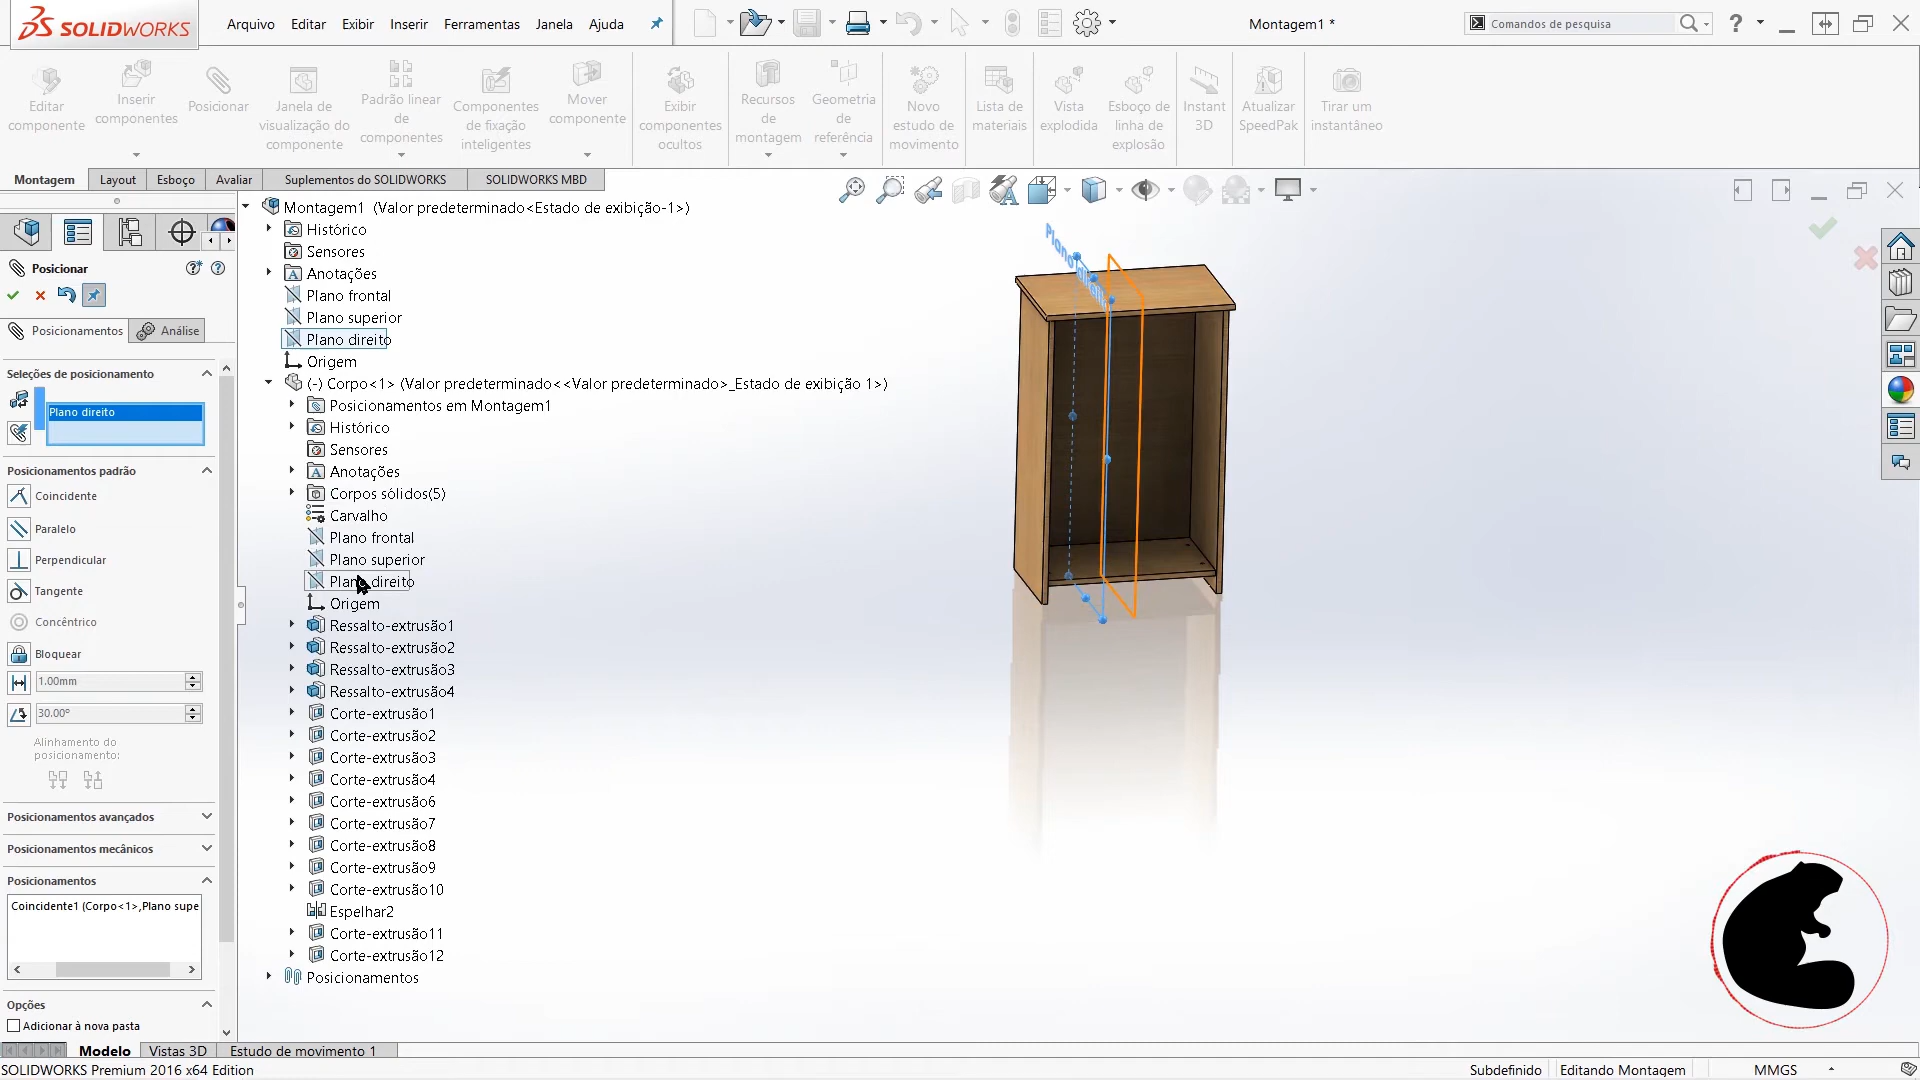 SOLIDWORKS
Arquivo Editar Exibir Inserir Ferramentas Janela Ajuda
Montagem1 *
Comandos de pesquisa
?
Editar componente
Inserir componentes
Posicionar
Janela de visualização do componente
Padrão linear de componentes
Componentes de fixação inteligentes
Mover componente
Exibir componentes ocultos
Recursos de montagem
Geometria de referência
Novo estudo de movimento
Lista de materiais
Vista explodida
Esboço de linha de explosão
Instant 3D
Atualizar SpeedPak
Tirar um instantâneo
Montagem Layout Esboço Avaliar Suplementos do SOLIDWORKS SOLIDWORKS MBD
Posicionar
Posicionamentos Análise
Seleções de posicionamento
Plano direito
Posicionamentos padrão
Coincidente
Paralelo
Perpendicular
Tangente
Concêntrico
Bloquear
1.00mm
30.00°
Alinhamento do
posicionamento:
Posicionamentos avançados
Posicionamentos mecânicos
Posicionamentos
Coincidente1 (Corpo<1>,Plano supe
Opções
Adicionar à nova pasta
Montagem1 (Valor predeterminado<Estado de exibição-1>)
Histórico
Sensores
Anotações
Plano frontal
Plano superior
Plano direito
Origem
(-) Corpo<1> (Valor predeterminado<<Valor predeterminado>_Estado de exibição 1>)
Posicionamentos em Montagem1
Histórico
Sensores
Anotações
Corpos sólidos(5)
Carvalho
Plano frontal
Plano superior
Plano direito
Origem
Ressalto-extrusão1
Ressalto-extrusão2
Ressalto-extrusão3
Ressalto-extrusão4
Corte-extrusão1
Corte-extrusão2
Corte-extrusão3
Corte-extrusão4
Corte-extrusão6
Corte-extrusão7
Corte-extrusão8
Corte-extrusão9
Corte-extrusão10
Espelhar2
Corte-extrusão11
Corte-extrusão12
Posicionamentos
Plano direito
Modelo Vistas 3D Estudo de movimento 1
SOLIDWORKS Premium 2016 x64 Edition
Subdefinido Editando Montagem MMGS